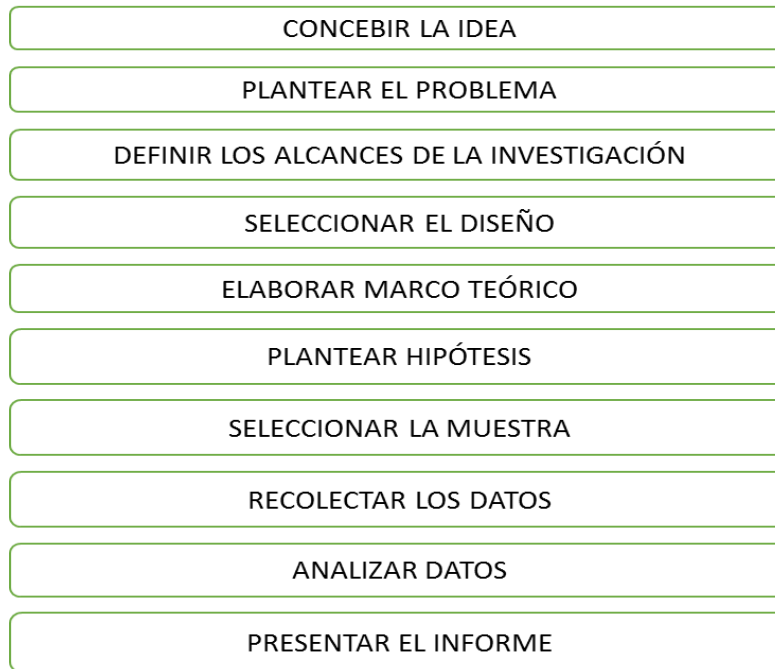 CONCEBIR LA IDEA
PLANTEAR EL PROBLEMA
DEFINIR LOS ALCANCES DE LA INVESTIGACIÓN
SELECCIONAR EL DISEÑO
ELABORAR MARCO TEÓRICO
PLANTEAR HIPÓTESIS
SELECCIONAR LA MUESTRA
RECOLECTAR LOS DATOS
ANALIZAR DATOS
PRESENTAR EL INFORME